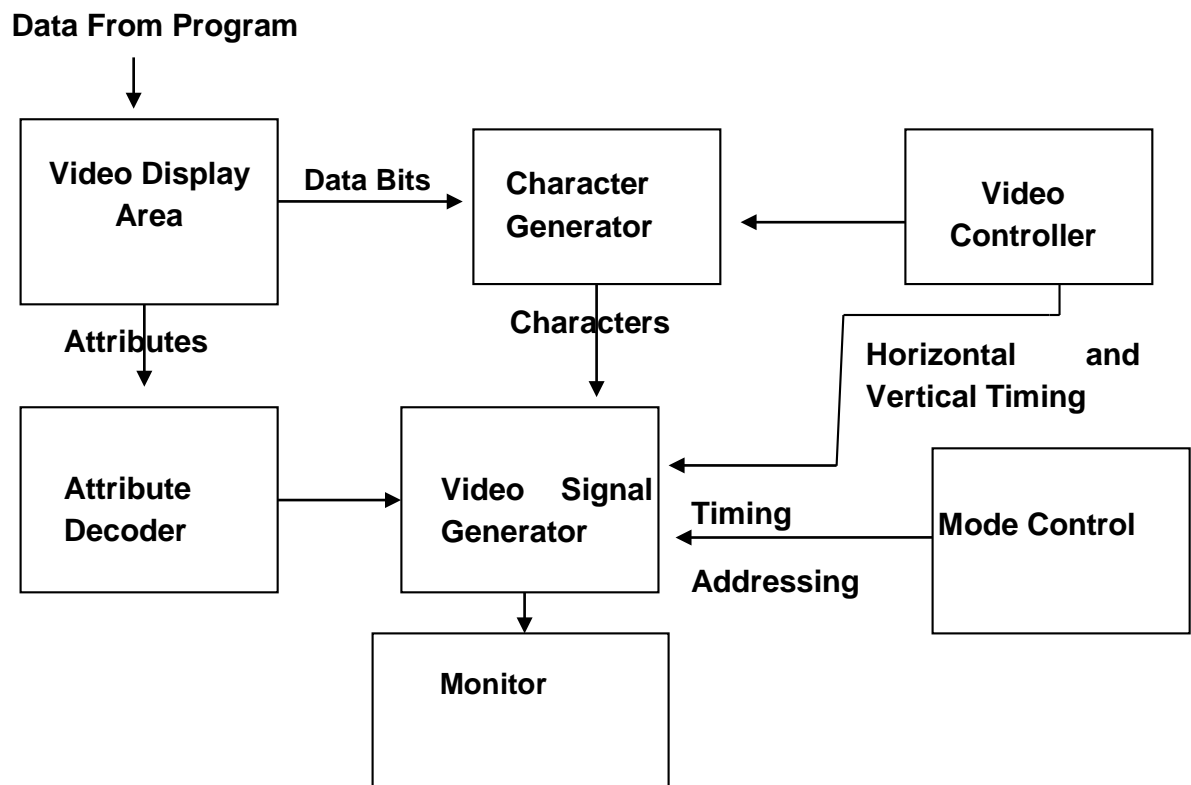 Data From Program
Video Display
Area
Data Bits
Character
Generator
Video
Controller
Attributes
Characters
Horizontal and
Vertical Timing
Attribute
Decoder
Video Signal
Generator
Timing
Addressing
Mode Control
Monitor